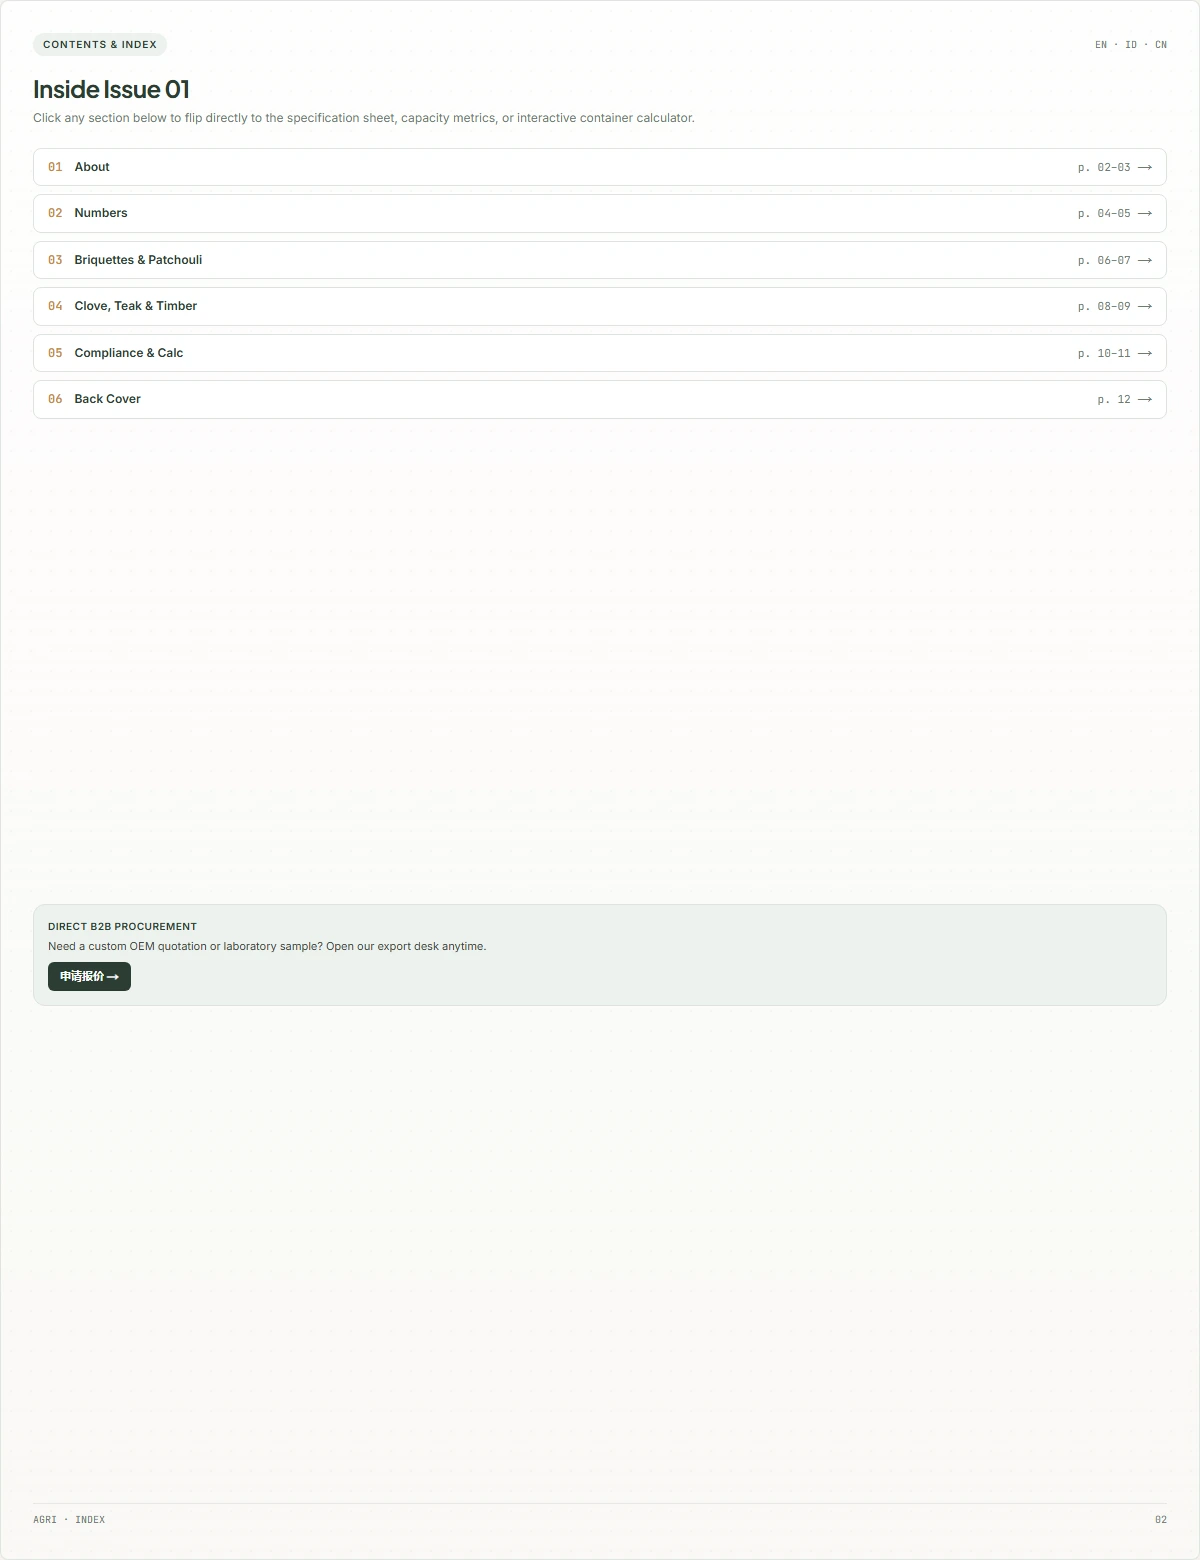 CONTENTS & INDEX
EN · ID · CN
Inside Issue 01
Click any section below to flip directly to the specification sheet, capacity metrics, or interactive container calculator.
01 About p. 02–03 →
02 Numbers p. 04–05 →
03 Briquettes & Patchouli p. 06–07 →
04 Clove, Teak & Timber p. 08–09 →
05 Compliance & Calc p. 10–11 →
06 Back Cover p. 12 →
DIRECT B2B PROCUREMENT
Need a custom OEM quotation or laboratory sample? Open our export desk anytime.
申请报价 →
AGRI · INDEX 02